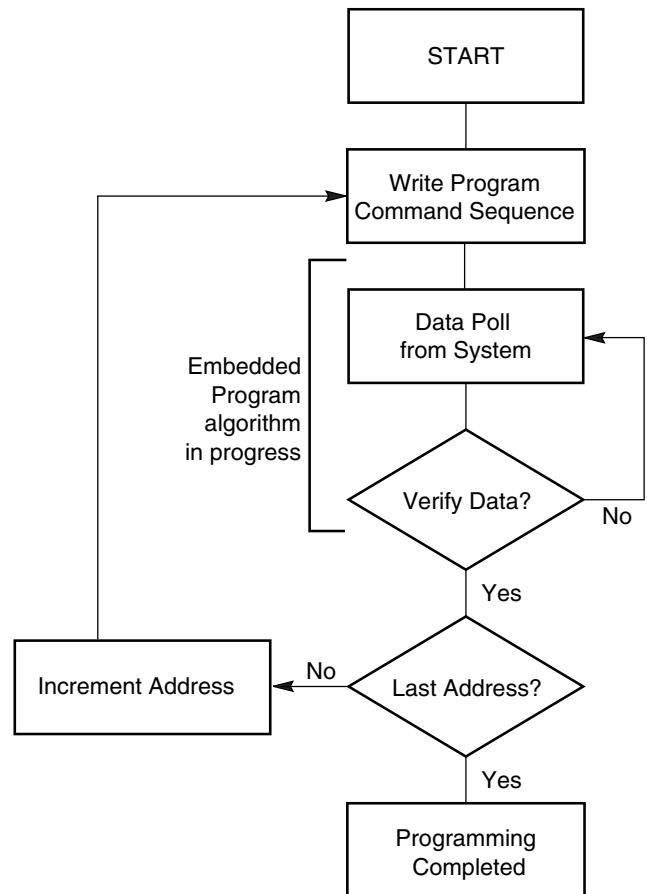 START
Write Program
Command Sequence
Data Poll
from System
Embedded
Program
algorithm
in progress
Verify Data?
No
Yes
Increment Address
No
Last Address?
Yes
Programming
Completed